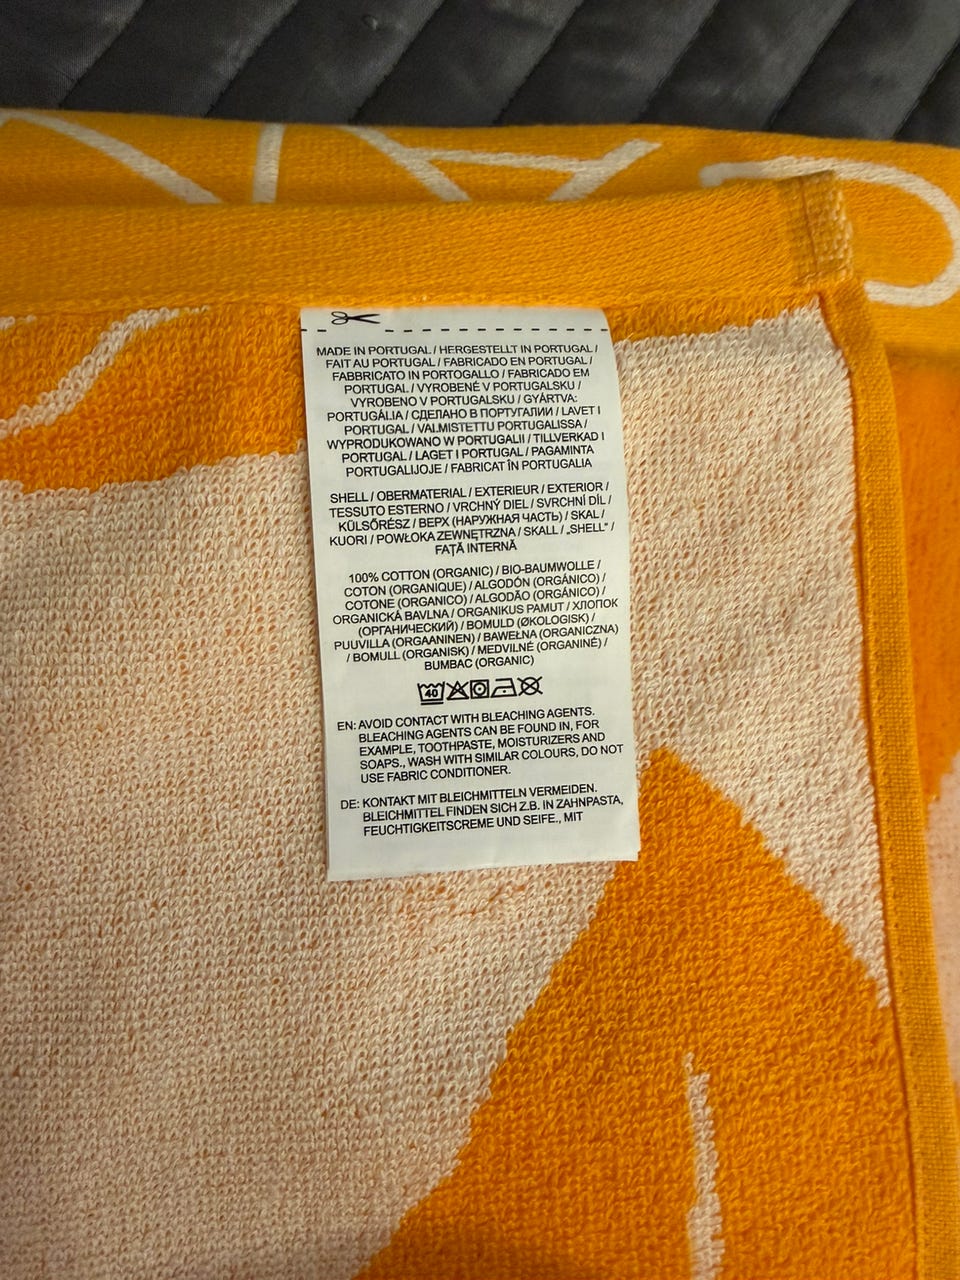 MADE IN PORTUGAL / HERGESTELLT IN PORTUGAL /
FAIT AU PORTUGAL / FABRICADO EN PORTUGAL /
FABBRICATO IN PORTOGALLO / FABRICADO EM
PORTUGAL / VYROBENÉ V PORTUGALSKU /
VYROBENO V PORTUGALSKU / GYÁRTVA:
PORTUGÁLIA / СДЕЛАНО В ПОРТУГАЛИИ / LAVET I
PORTUGAL / VALMISTETTU PORTUGALISSA /
WYPRODUKOWANO W PORTUGALII / TILLVERKAD I
PORTUGAL / LAGET I PORTUGAL / PAGAMINTA
PORTUGALIJOJE / FABRICAT ÎN PORTUGALIA
SHELL / OBERMATERIAL / EXTERIEUR / EXTERIOR /
TESSUTO ESTERNO / VRCHNÝ DIEL / SVRCHNÍ DÍL /
KÜLSŐRÉSZ / ВЕРХ (НАРУЖНАЯ ЧАСТЬ) / SKAL /
KUORI / POWŁOKA ZEWNĘTRZNA / SKALL / „SHELL“ /
FAŢĂ INTERNĂ
100% COTTON (ORGANIC) / BIO-BAUMWOLLE /
COTON (ORGANIQUE) / ALGODÓN (ORGÁNICO) /
COTONE (ORGANICO) / ALGODÃO (ORGÂNICO) /
ORGANICKÁ BAVLNA / ORGANIKUS PAMUT / ХЛОПОК
(ОРГАНИЧЕСКИЙ) / BOMULD (ØKOLOGISK) /
PUUVILLA (ORGAANINEN) / BAWEŁNA (ORGANICZNA)
/ BOMULL (ORGANISK) / MEDVILNĖ (ORGANINĖ) /
BUMBAC (ORGANIC)
40
EN: AVOID CONTACT WITH BLEACHING AGENTS.
BLEACHING AGENTS CAN BE FOUND IN, FOR
EXAMPLE, TOOTHPASTE, MOISTURIZERS AND
SOAPS., WASH WITH SIMILAR COLOURS, DO NOT
USE FABRIC CONDITIONER.
DE: KONTAKT MIT BLEICHMITTELN VERMEIDEN.
BLEICHMITTEL FINDEN SICH Z.B. IN ZAHNPASTA,
FEUCHTIGKEITSCREME UND SEIFE., MIT